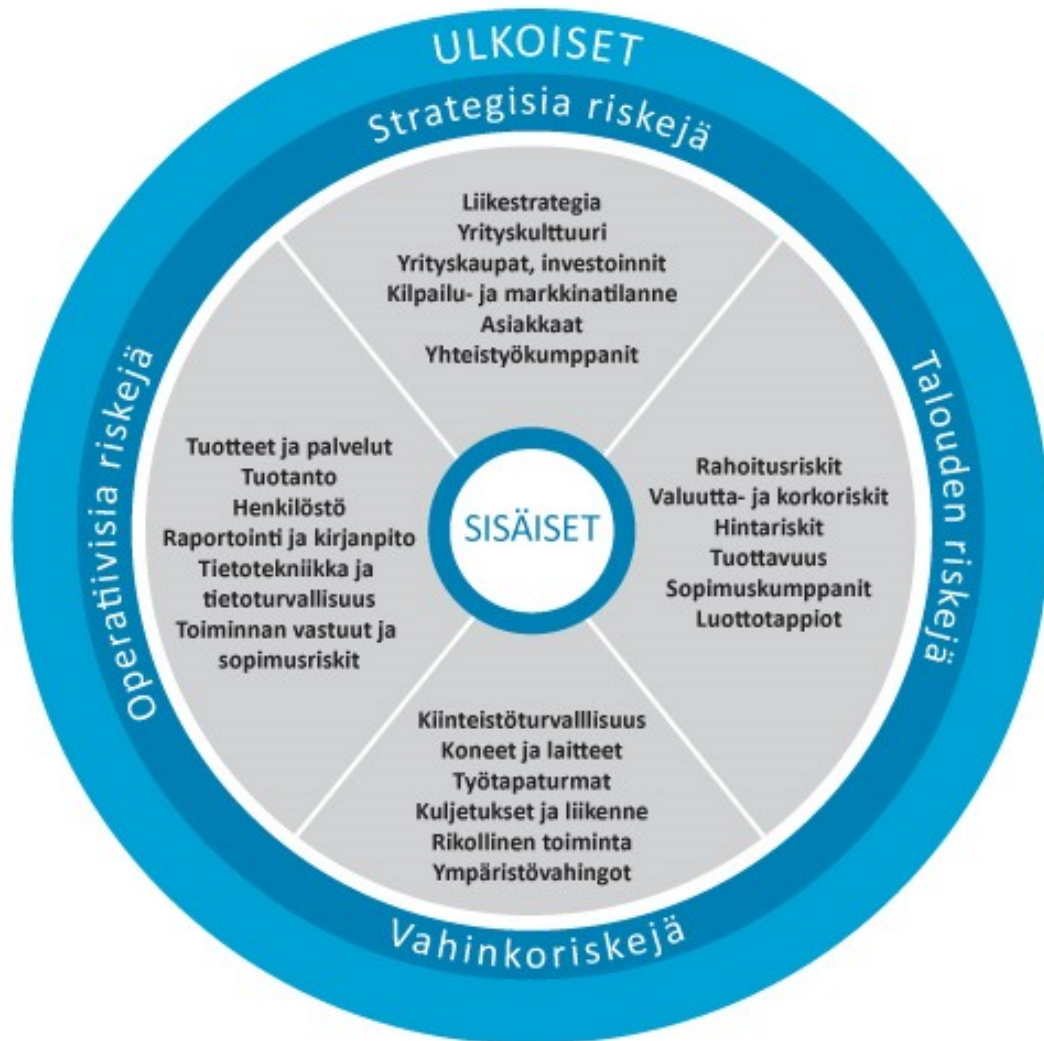 ULKOISET
Strategisia riskejä
Liikestrategia
Yrityskulttuuri
Yrityskaupat, investoinnit
Kilpailu- ja markkinatilanne
Asiakkaat
Yhteistyökumppanit
Operatiivisia riskejä
Tuotteet ja palvelut
Tuotanto
Henkilöstö
Raportointi ja kirjanpito
Tietotekniikka ja
tietoturvallisuus
Toiminnan vastuut ja
sopimusriskit
SISÄISET
Talouden riskejä
Rahoitusriskit
Valuutta- ja korkoriskit
Hintariskit
Tuottavuus
Sopimuskumppanit
Luottotappiot
Kiinteistöturvalllisuus
Koneet ja laitteet
Työtapaturmat
Kuljetukset ja liikenne
Rikollinen toiminta
Ympäristövahingot
Vahinkoriskejä